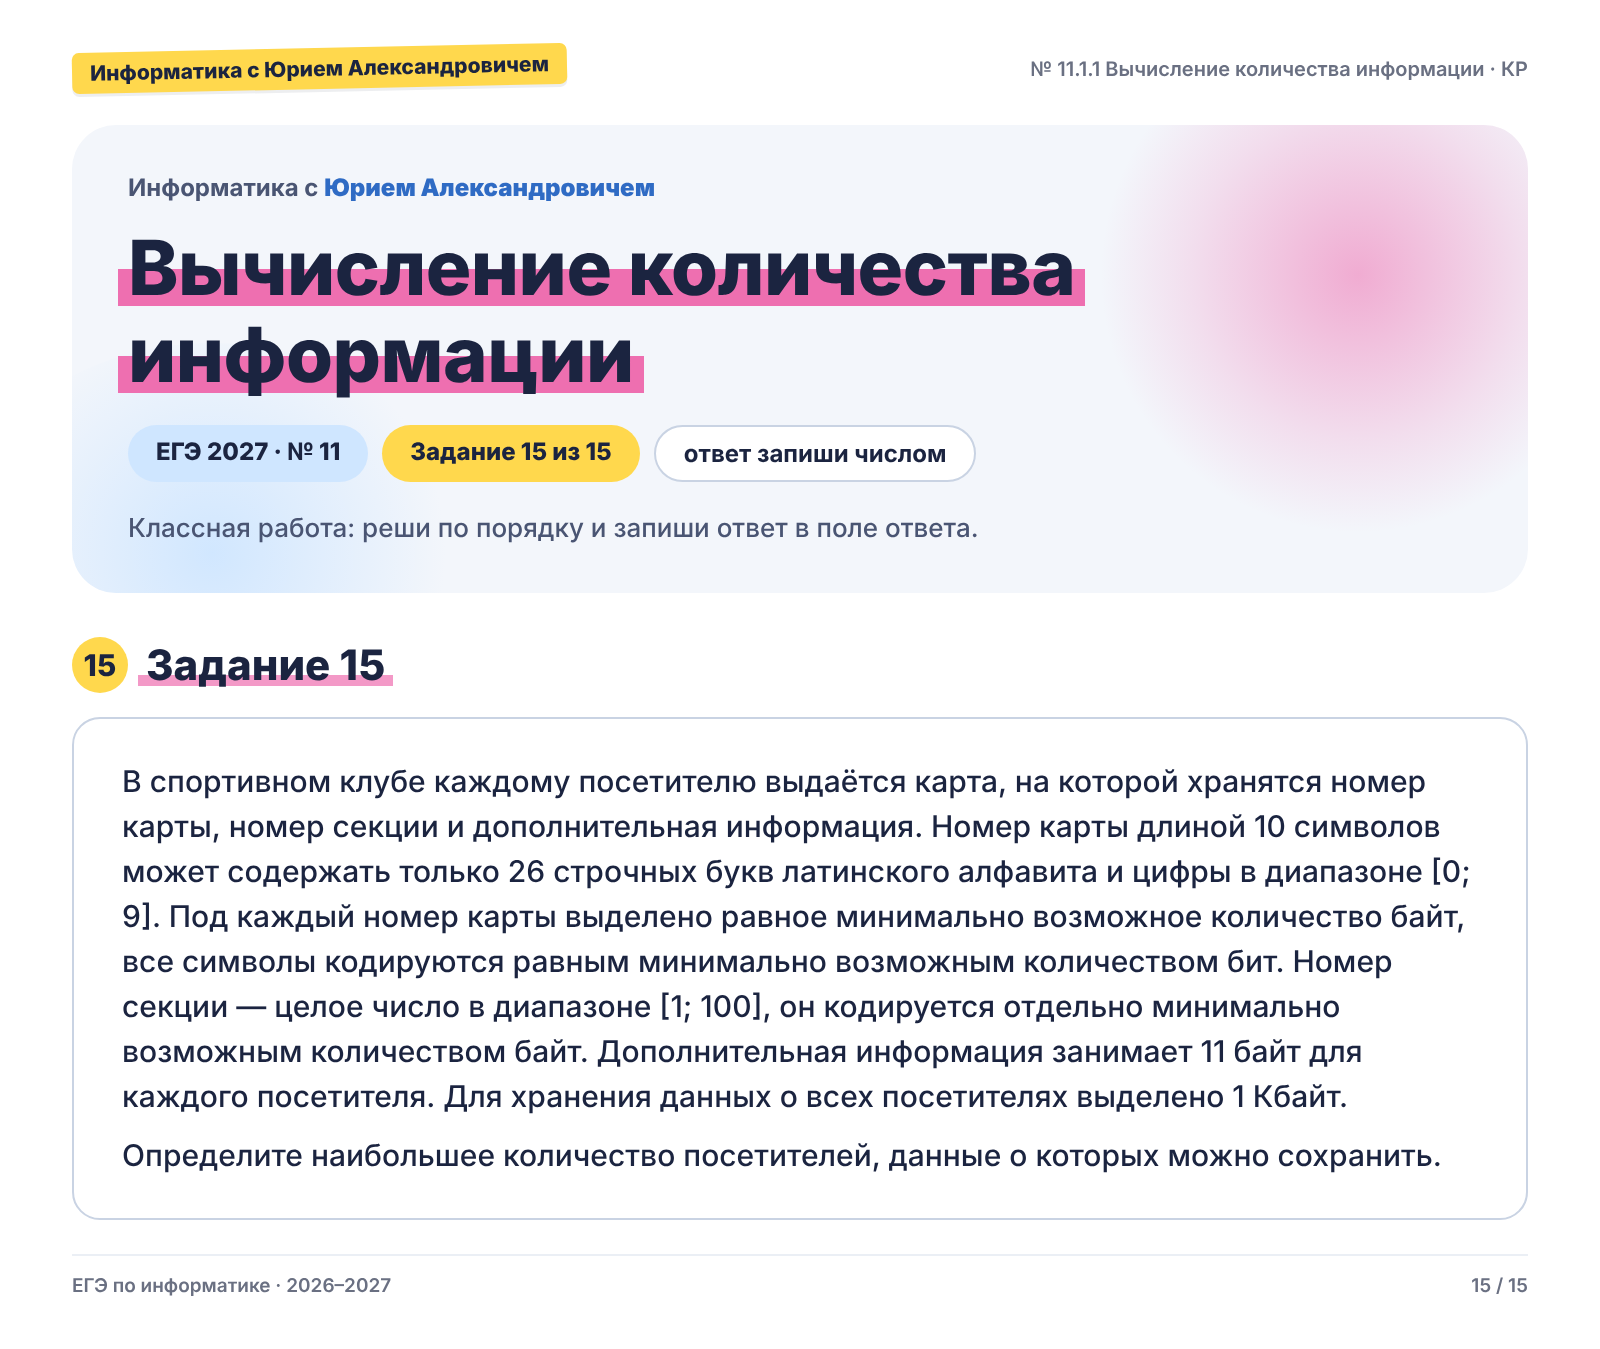 Информатика с Юрием Александровичем
№ 11.1.1 Вычисление количества информации · КР
Информатика с Юрием Александровичем
Вычисление количества
информации
ЕГЭ 2027 · № 11
Задание 15 из 15
ответ запиши числом
Классная работа: реши по порядку и запиши ответ в поле ответа.
15 Задание 15
В спортивном клубе каждому посетителю выдаётся карта, на которой хранятся номер
карты, номер секции и дополнительная информация. Номер карты длиной 10 символов
может содержать только 26 строчных букв латинского алфавита и цифры в диапазоне [0;
9]. Под каждый номер карты выделено равное минимально возможное количество байт,
все символы кодируются равным минимально возможным количеством бит. Номер
секции — целое число в диапазоне [1; 100], он кодируется отдельно минимально
возможным количеством байт. Дополнительная информация занимает 11 байт для
каждого посетителя. Для хранения данных о всех посетителях выделено 1 Кбайт.
Определите наибольшее количество посетителей, данные о которых можно сохранить.
ЕГЭ по информатике · 2026–2027
15 / 15